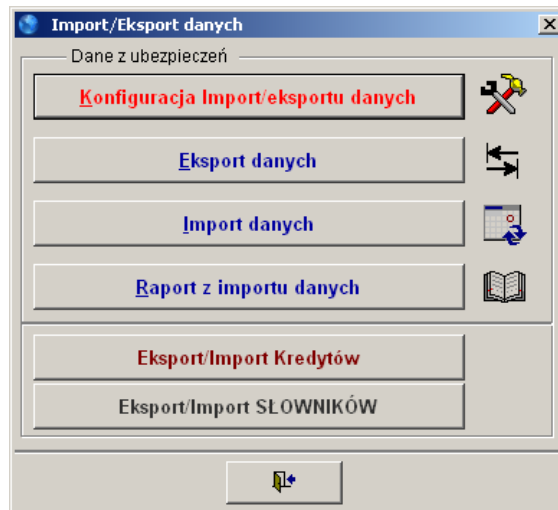 Import/Eksport danych
Dane z ubezpieczeń
Konfiguracja Import/eksportu danych
Eksport danych
Import danych
Raport z importu danych
Eksport/Import Kredytów
Eksport/Import SŁOWNIKÓW